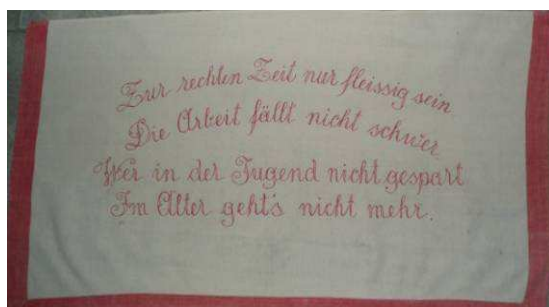 Zur rechten Zeit nur fleissig sein
Die Arbeit fällt nicht schwer
Wer in der Jugend nicht gespart
Im Alter geht's nicht mehr.